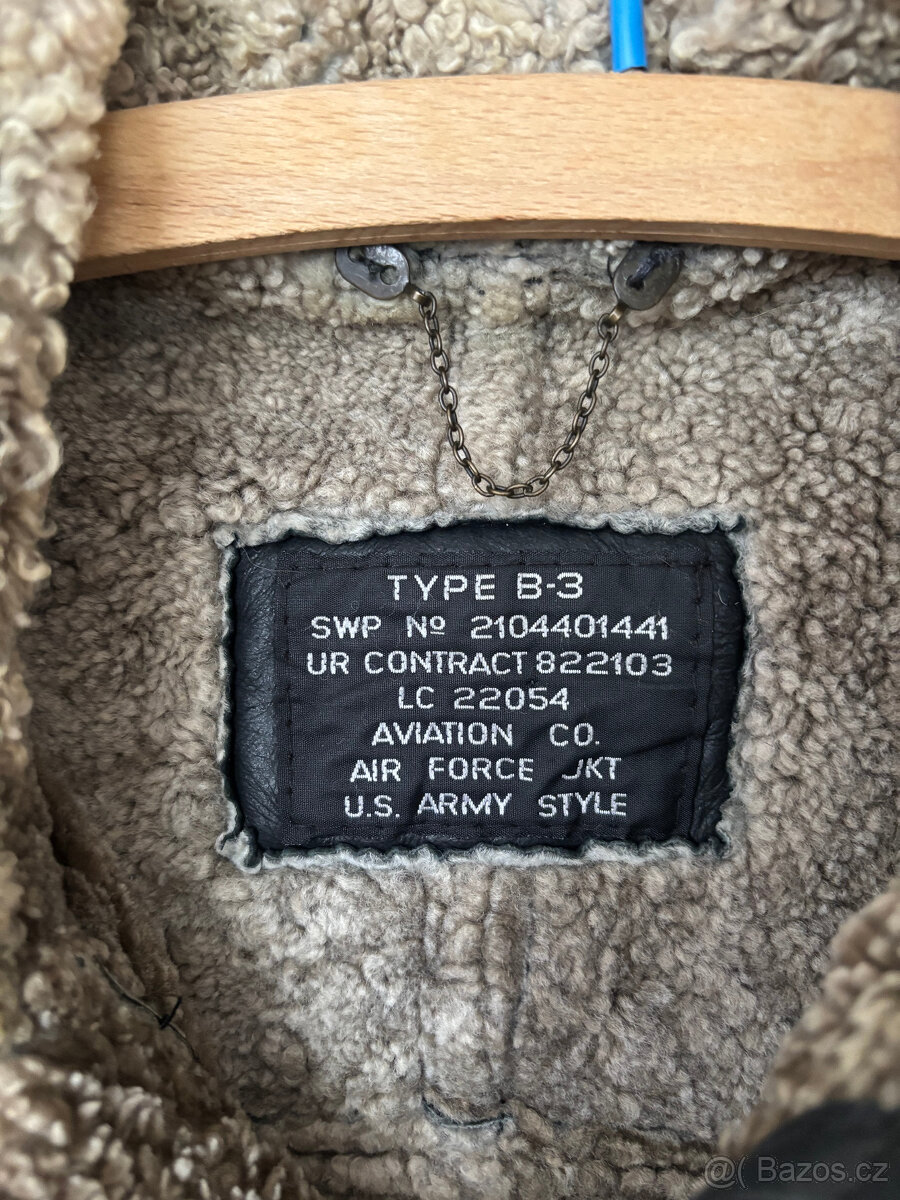 TYPE B-3
SWP Nº 2104401441
UR CONTRACT 822103
LC 22054
AVIATION CO.
AIR FORCE JKT
U.S. ARMY STYLE
@( Bazos.cz